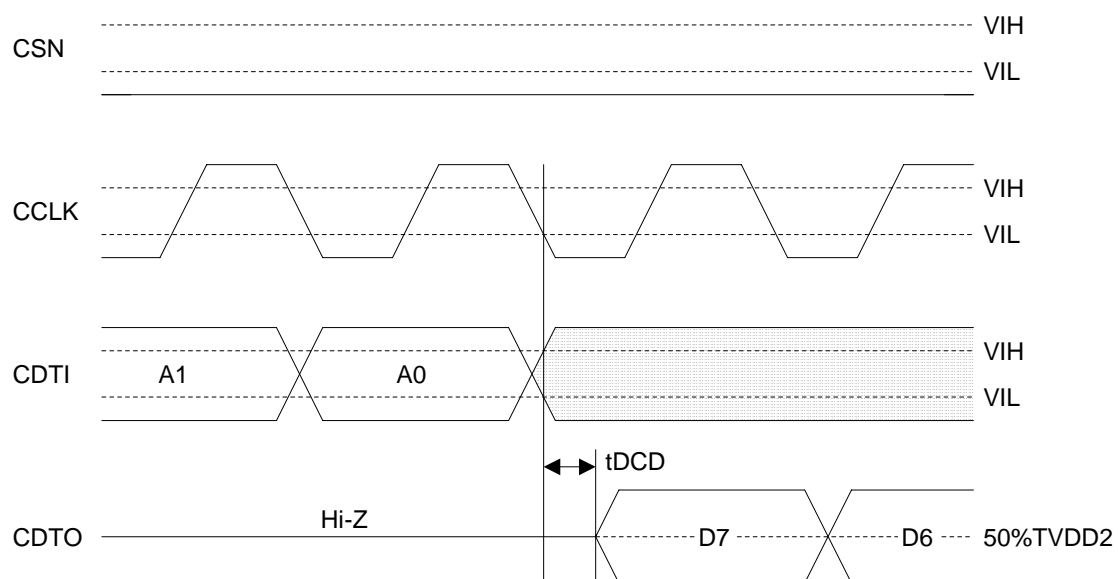 CSN
VIH
VIL
CCLK
VIH
VIL
CDTI
A1
A0
VIH
VIL
tDCD
CDTO
Hi-Z
D7
D6
50%TVDD2